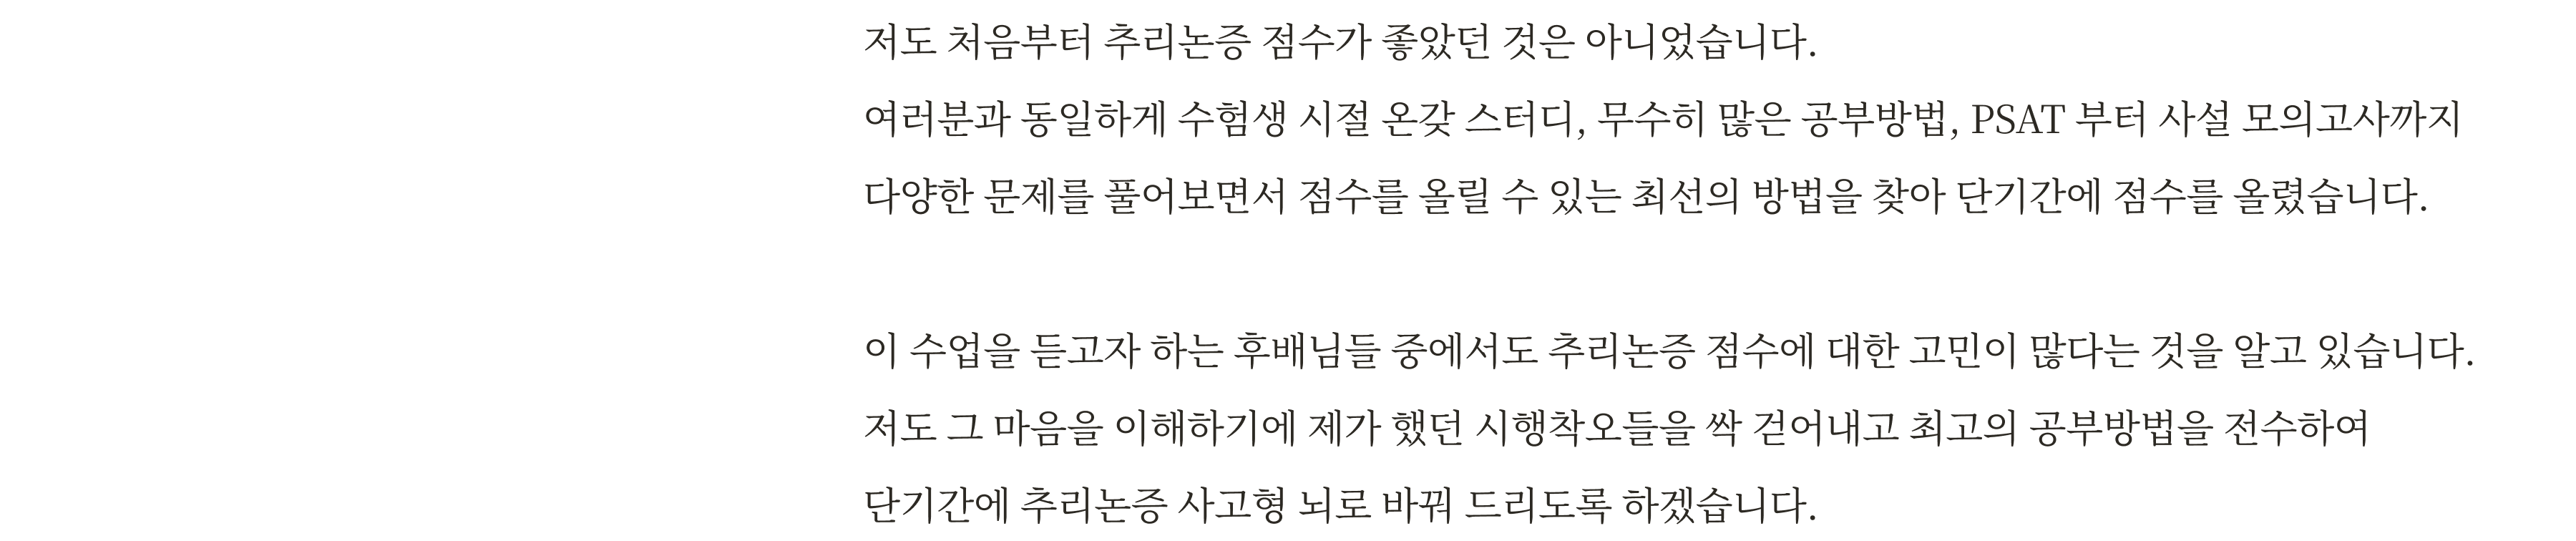 저도 처음부터 추리논증 점수가 좋았던 것은 아니었습니다.
여러분과 동일하게 수험생 시절 온갖 스터디, 무수히 많은 공부방법, PSAT 부터 사설 모의고사까지
다양한 문제를 풀어보면서 점수를 올릴 수 있는 최선의 방법을 찾아 단기간에 점수를 올렸습니다.
이 수업을 듣고자 하는 후배님들 중에서도 추리논증 점수에 대한 고민이 많다는 것을 알고 있습니다.
저도 그 마음을 이해하기에 제가 했던 시행착오들을 싹 걷어내고 최고의 공부방법을 전수하여
단기간에 추리논증 사고형 뇌로 바꿔 드리도록 하겠습니다.